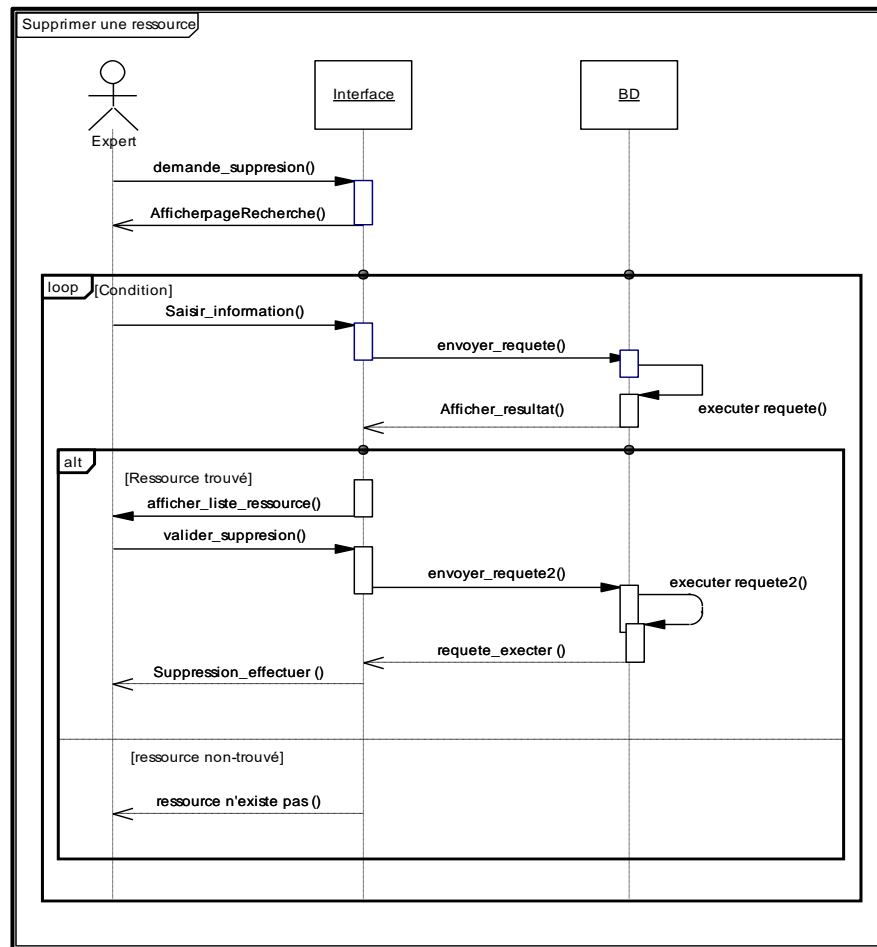 Supprimer une ressource
Interface
BD
Expert
demande_suppresion()
AfficherpageRecherche()
loop
[Condition]
Saisir_information()
envoyer_requete()
Afficher_resultat()
executer requete()
alt
[Ressource trouvé]
afficher_liste_ressource()
valider_suppresion()
envoyer_requete2()
executer requete2()
requete_execter ()
Suppression_effectuer ()
[ressource non-trouvé]
ressource n'existe pas ()